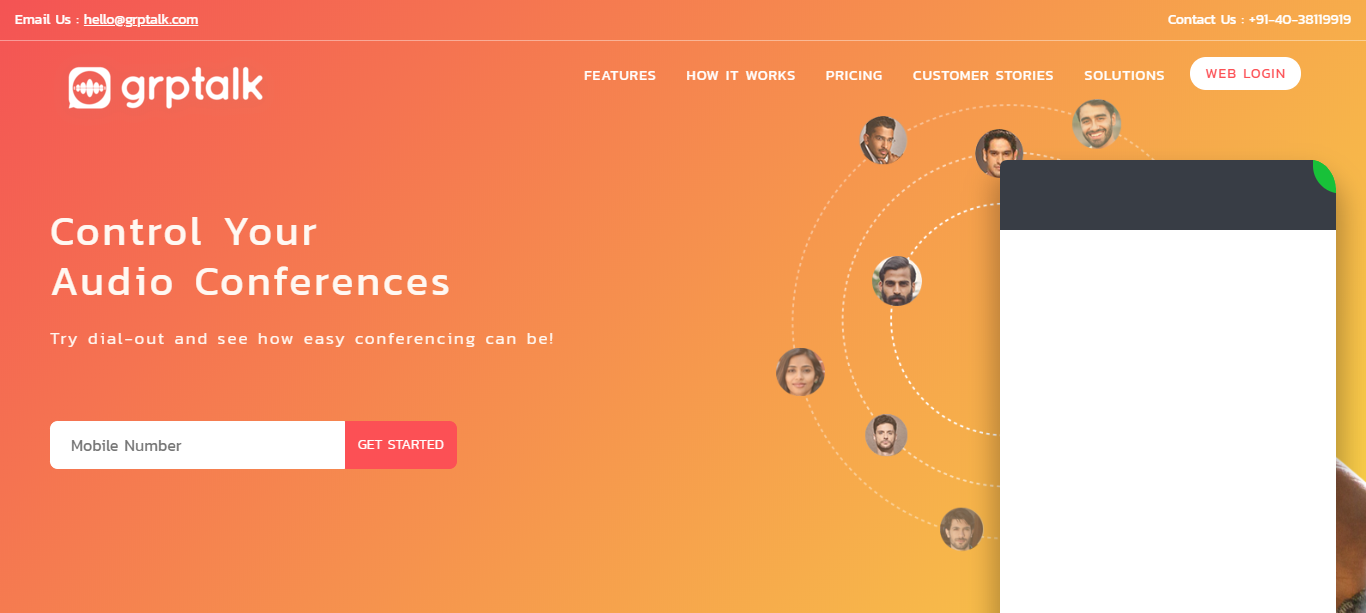 Email Us : hello@grptalk.com
Contact Us : +91-40-38119919
grptalk
FEATURES
HOW IT WORKS
PRICING
CUSTOMER STORIES
SOLUTIONS
WEB LOGIN
Control Your
Audio Conferences
Try dial-out and see how easy conferencing can be!
Mobile Number
GET STARTED